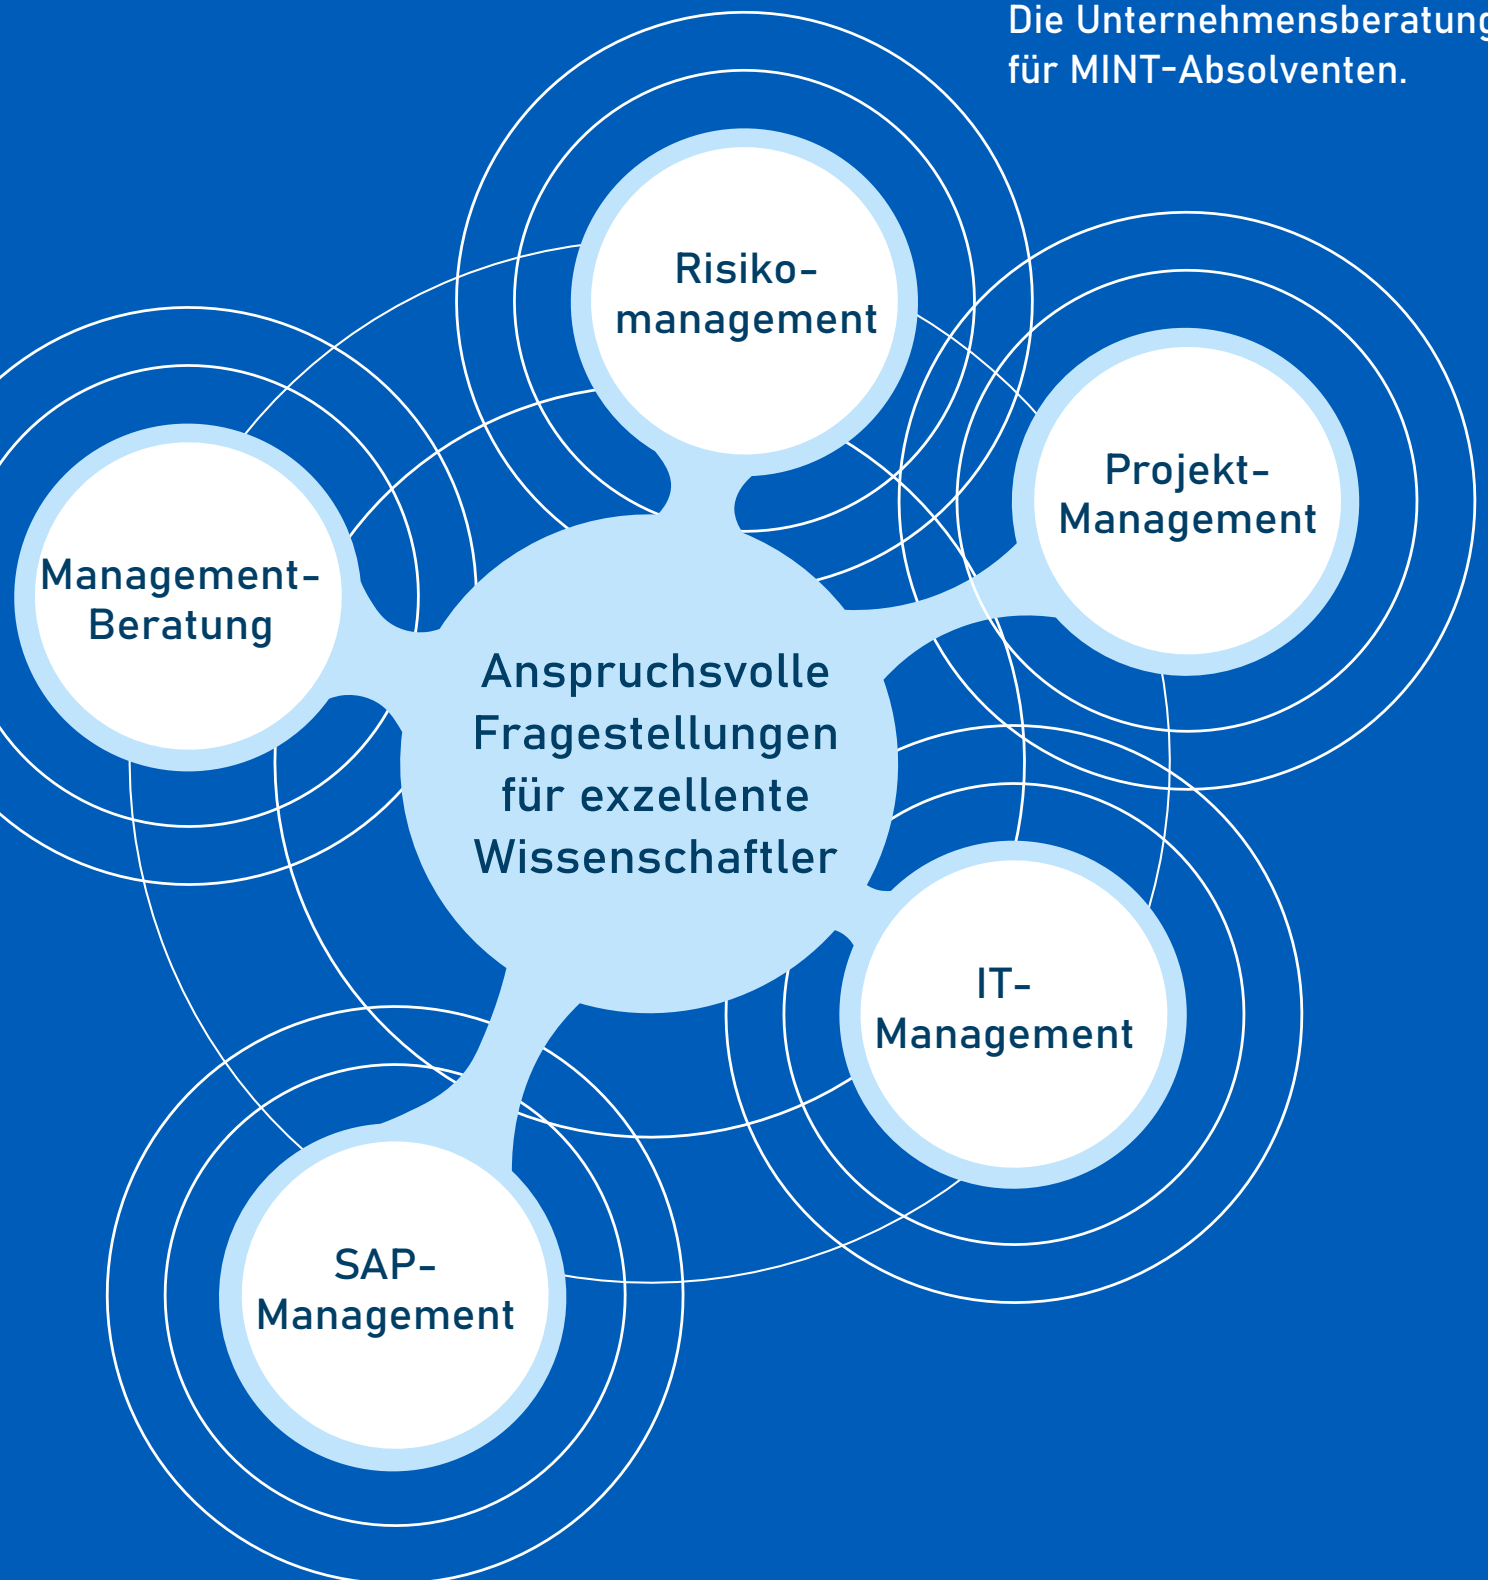 Die Unternehmensberatung
für MINT-Absolventen.
Risiko-
management
Projekt-
Management
Management-
Beratung
Anspruchsvolle
Fragestellungen
für exzellente
Wissenschaftler
IT-
Management
SAP-
Management